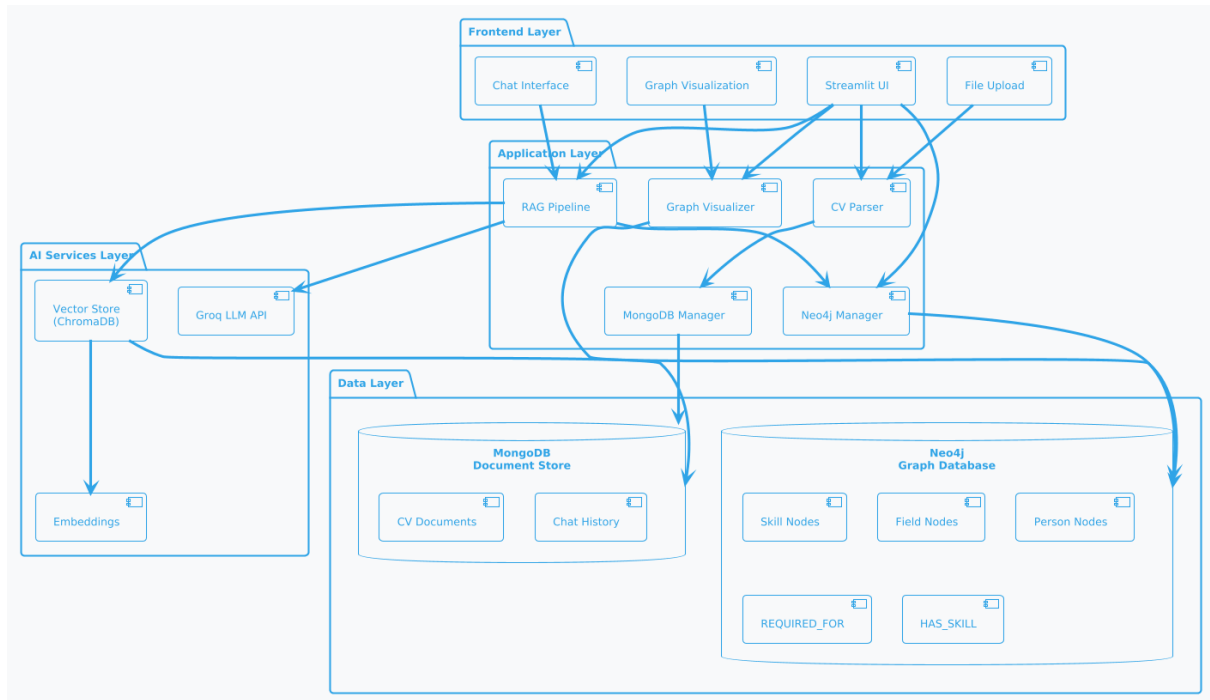 Frontend Layer
Chat Interface
Graph Visualization
Streamlit UI
File Upload
Application Layer
RAG Pipeline
Graph Visualizer
CV Parser
MongoDB Manager
Neo4j Manager
AI Services Layer
Vector Store
(ChromaDB)
Groq LLM API
Embeddings
Data Layer
MongoDB
Document Store
CV Documents
Chat History
Neo4j
Graph Database
Skill Nodes
Field Nodes
Person Nodes
REQUIRED_FOR
HAS_SKILL